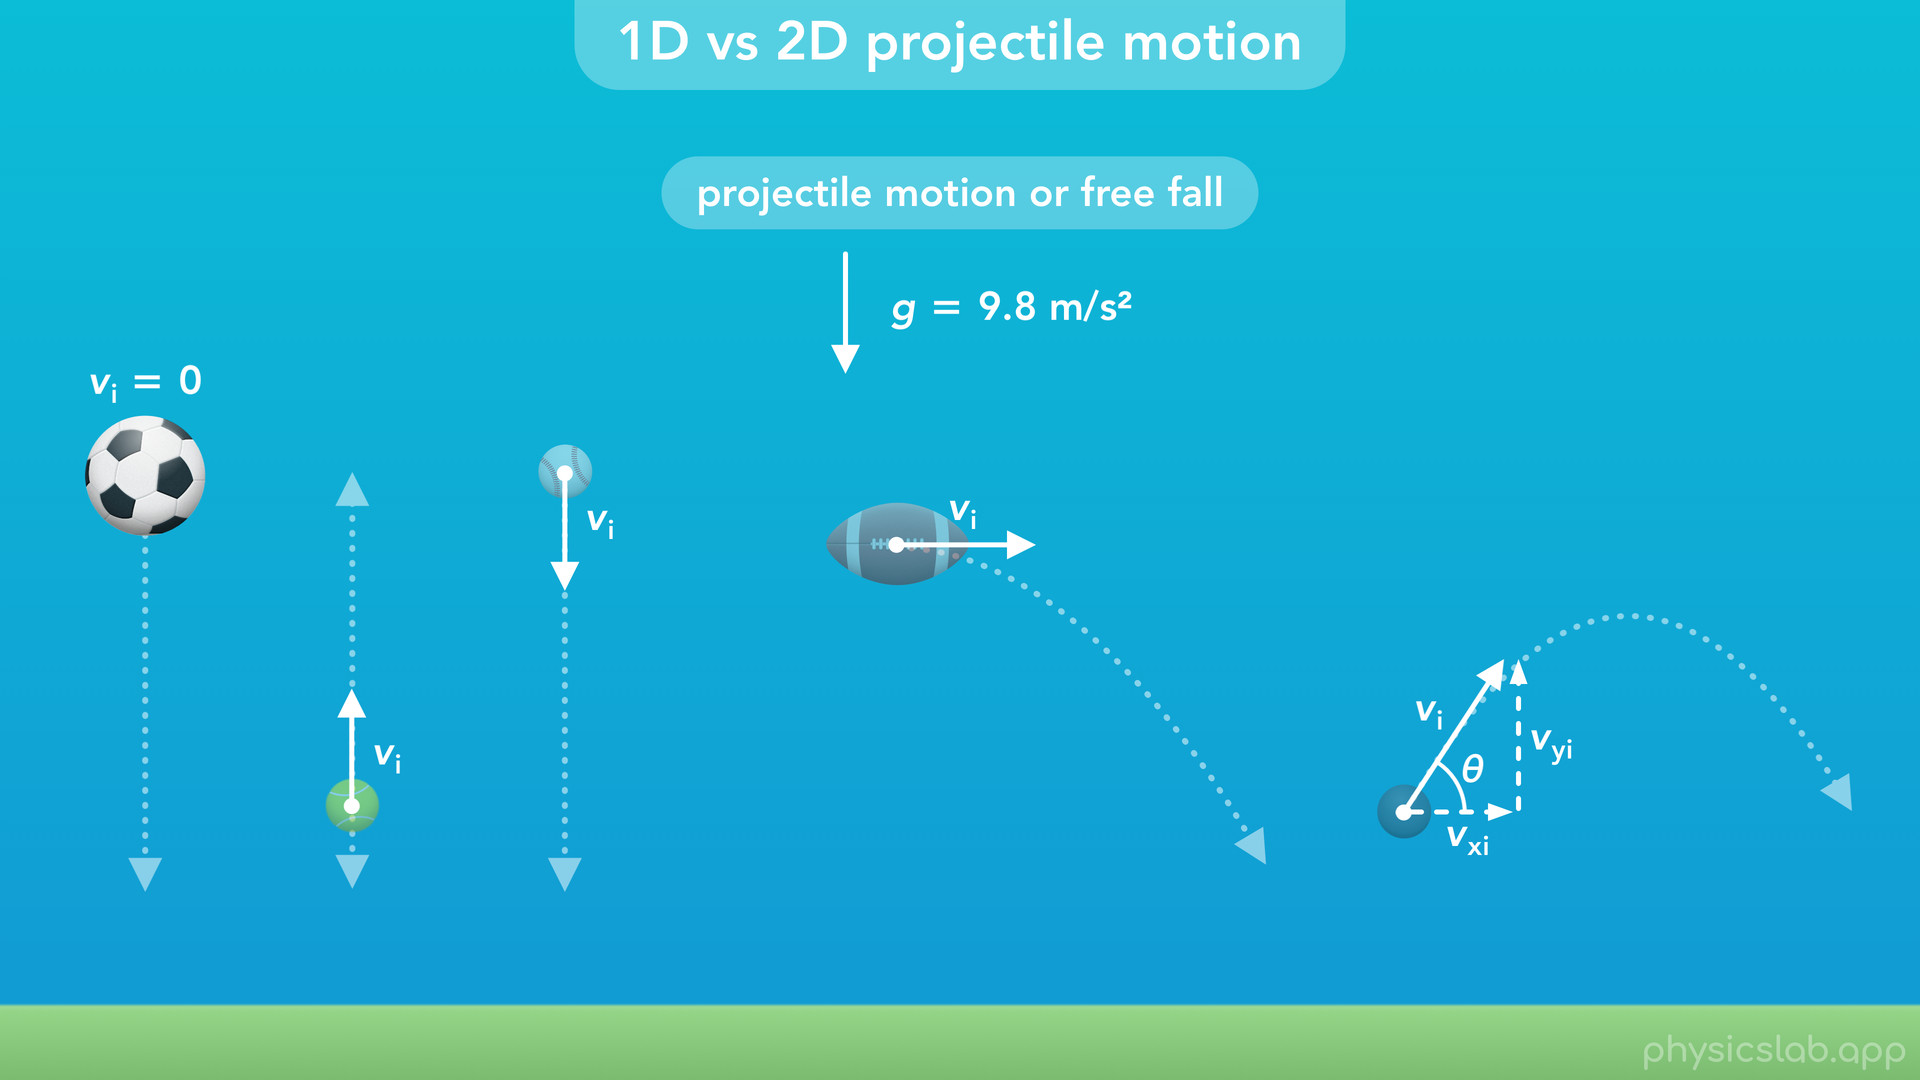 1D vs 2D projectile motion
projectile motion or free fall
g = 9.8 m/s²
vi = 0
vi
vi
vi
vi
θ
vyi
vxi
physicslab.app